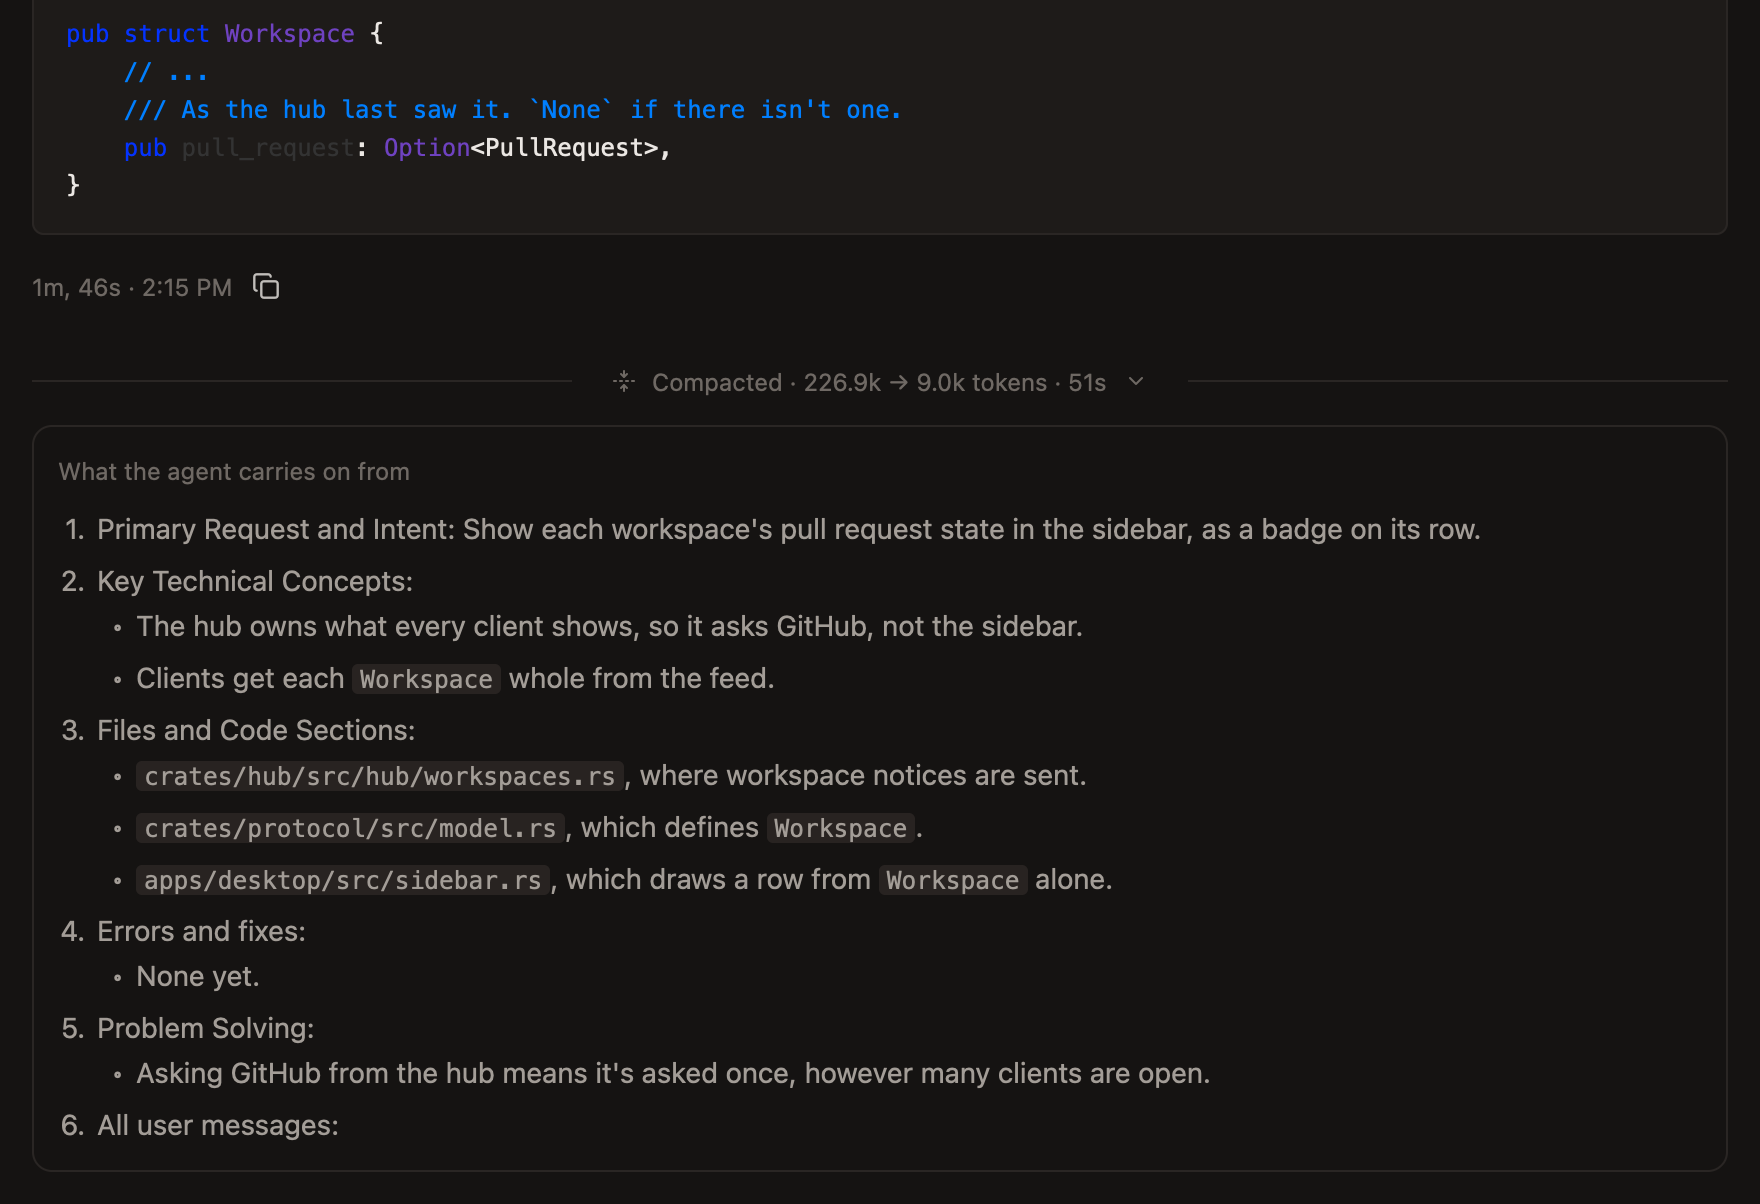 pub struct Workspace {
// ...
/// As the hub last saw it. `None` if there isn't one.
pub pull_request: Option<PullRequest>,
}
1m, 46s · 2:15 PM
Compacted · 226.9k → 9.0k tokens · 51s
What the agent carries on from
1. Primary Request and Intent: Show each workspace's pull request state in the sidebar, as a badge on its row.
2. Key Technical Concepts:
• The hub owns what every client shows, so it asks GitHub, not the sidebar.
• Clients get each Workspace whole from the feed.
3. Files and Code Sections:
• crates/hub/src/hub/workspaces.rs, where workspace notices are sent.
• crates/protocol/src/model.rs, which defines Workspace.
• apps/desktop/src/sidebar.rs, which draws a row from Workspace alone.
4. Errors and fixes:
• None yet.
5. Problem Solving:
• Asking GitHub from the hub means it's asked once, however many clients are open.
6. All user messages: